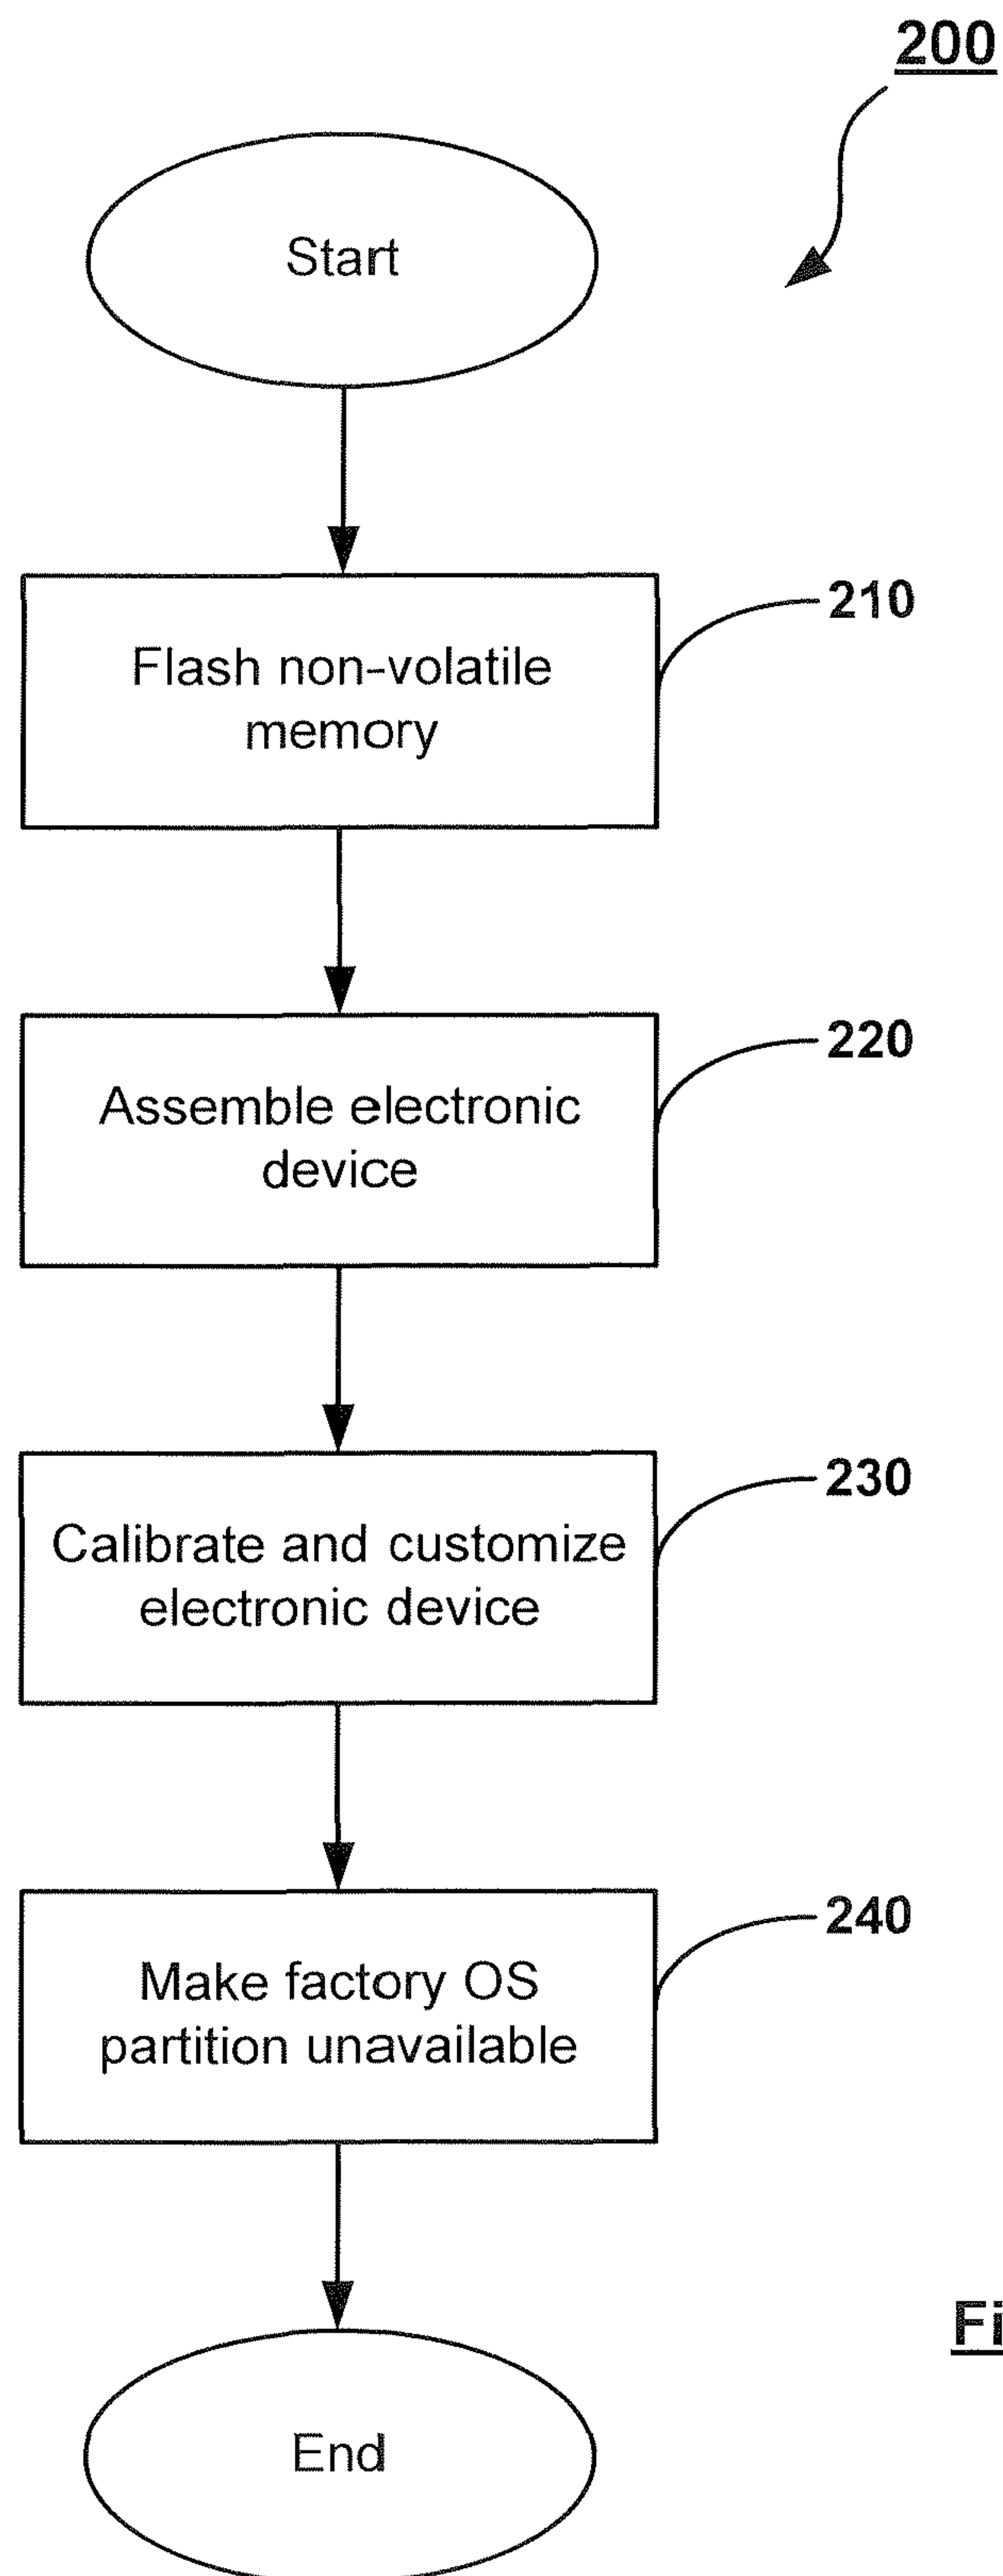 200
Start
Flash non-volatile
memory
210
Assemble electronic
device
220
Calibrate and customize
electronic device
230
Make factory OS
partition unavailable
240
Fi
End